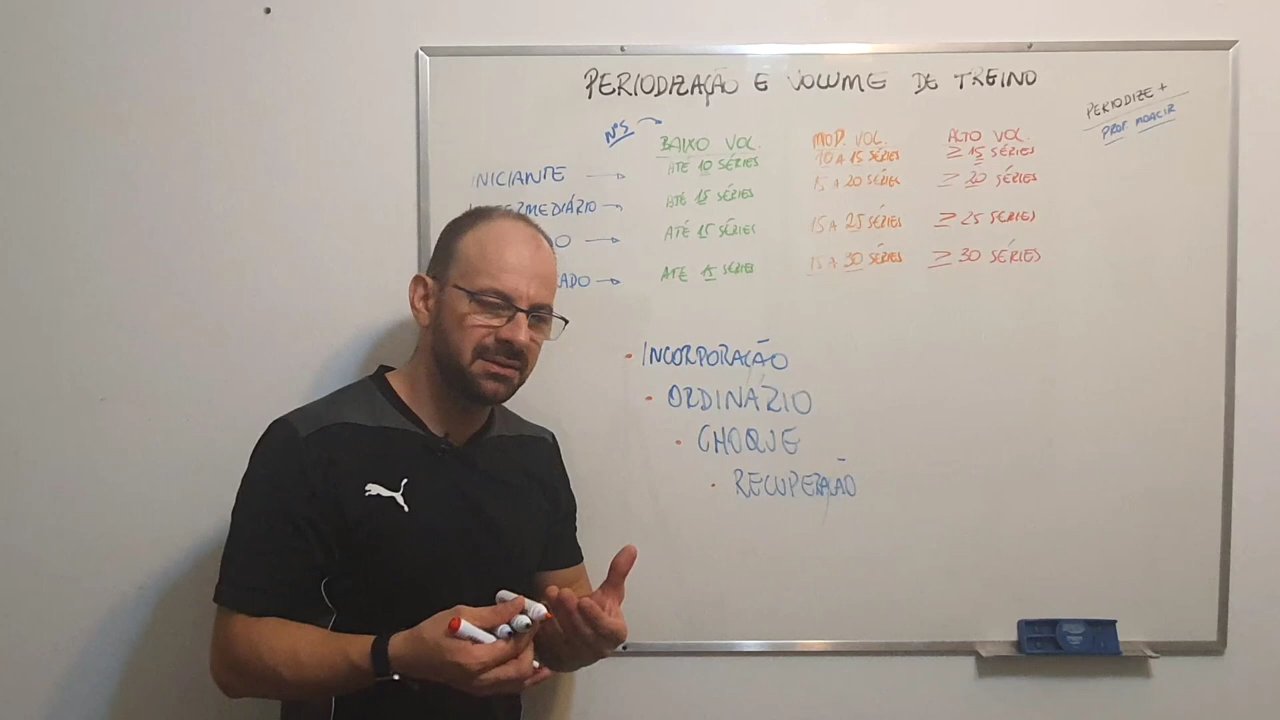 PERIODIZAÇÃO E VOLUME DE TREINO
PERIODIZE +
PROF. MOACIR
NºS
BAIXO VOL. MOD. VOL. ALTO VOL.
INICIANTE → ATÉ 10 SÉRIES 10 A 15 SÉRIES ≥ 15 SÉRIES
ATÉ 15 SÉRIES 15 A 20 SÉRIES ≥ 20 SÉRIES
ATÉ 15 SÉRIES 15 A 25 SÉRIES ≥ 25 SÉRIES
ADO → ATÉ 15 SÉRIES 15 A 30 SÉRIES ≥ 30 SÉRIES
• INCORPORAÇÃO
• ORDINÁRIO
• CHOQUE
• RECUPERAÇÃO